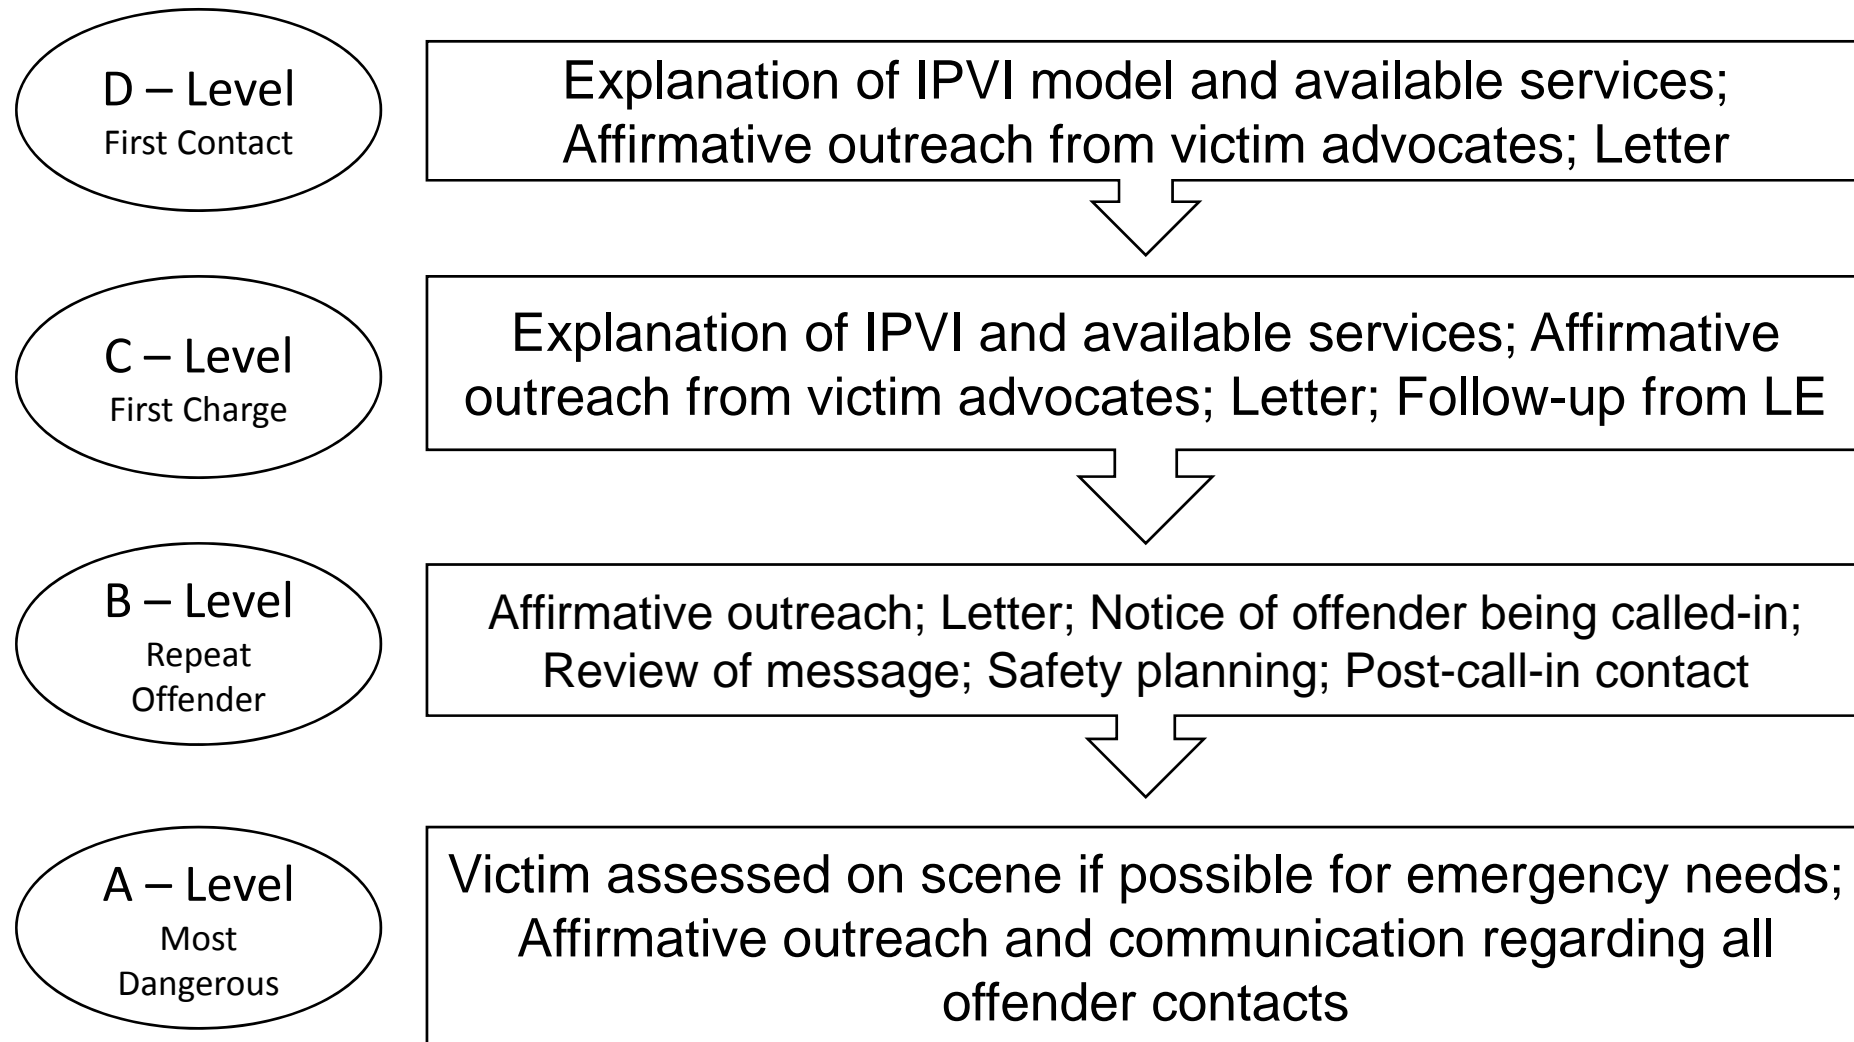 D – Level
First Contact
Explanation of IPVI model and available services;
Affirmative outreach from victim advocates; Letter
C – Level
First Charge
Explanation of IPVI and available services; Affirmative
outreach from victim advocates; Letter; Follow-up from LE
B – Level
Repeat
Offender
Affirmative outreach; Letter; Notice of offender being called-in;
Review of message; Safety planning; Post-call-in contact
A – Level
Most
Dangerous
Victim assessed on scene if possible for emergency needs;
Affirmative outreach and communication regarding all
offender contacts